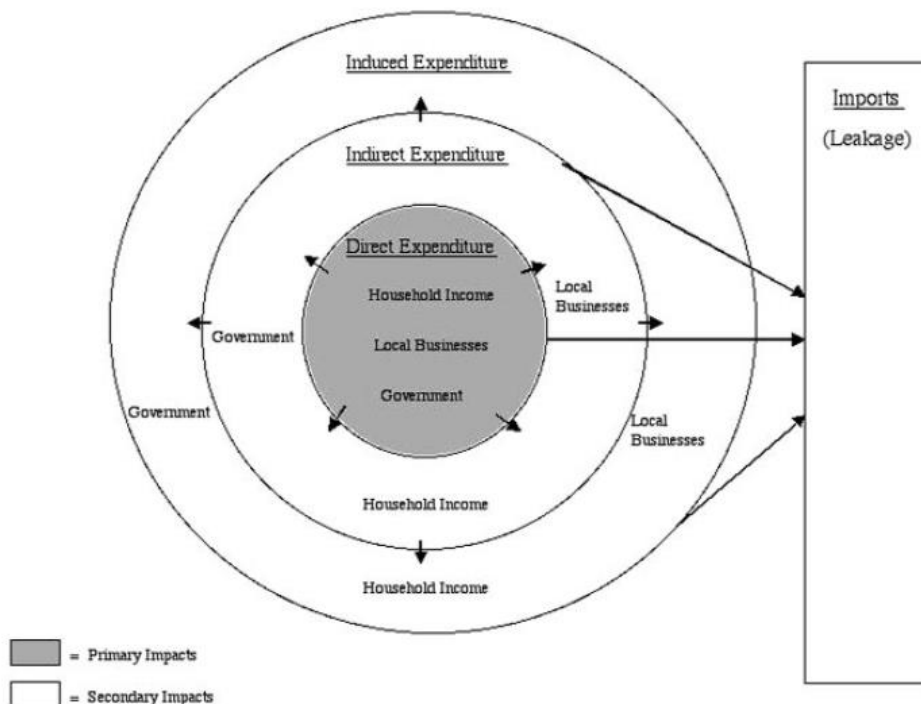 Induced Expenditure
Imports
(Leakage)
Indirect Expenditure
Direct Expenditure
Household Income
Local
Businesses
Government
Local Businesses
Government
Government
Local
Businesses
Household Income
Household Income
= Primary Impacts
= Secondary Impacts